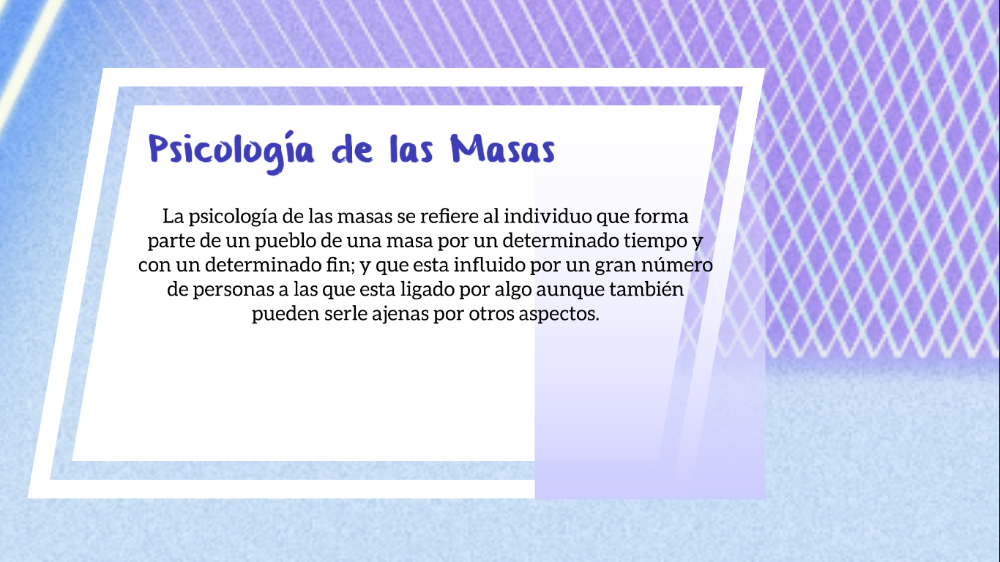 Psicología de las Masas
La psicología de las masas se refiere al individuo que forma
parte de un pueblo de una masa por un determinado tiempo y
con un determinado fin; y que esta influido por un gran número
de personas a las que esta ligado por algo aunque también
pueden serle ajenas por otros aspectos.